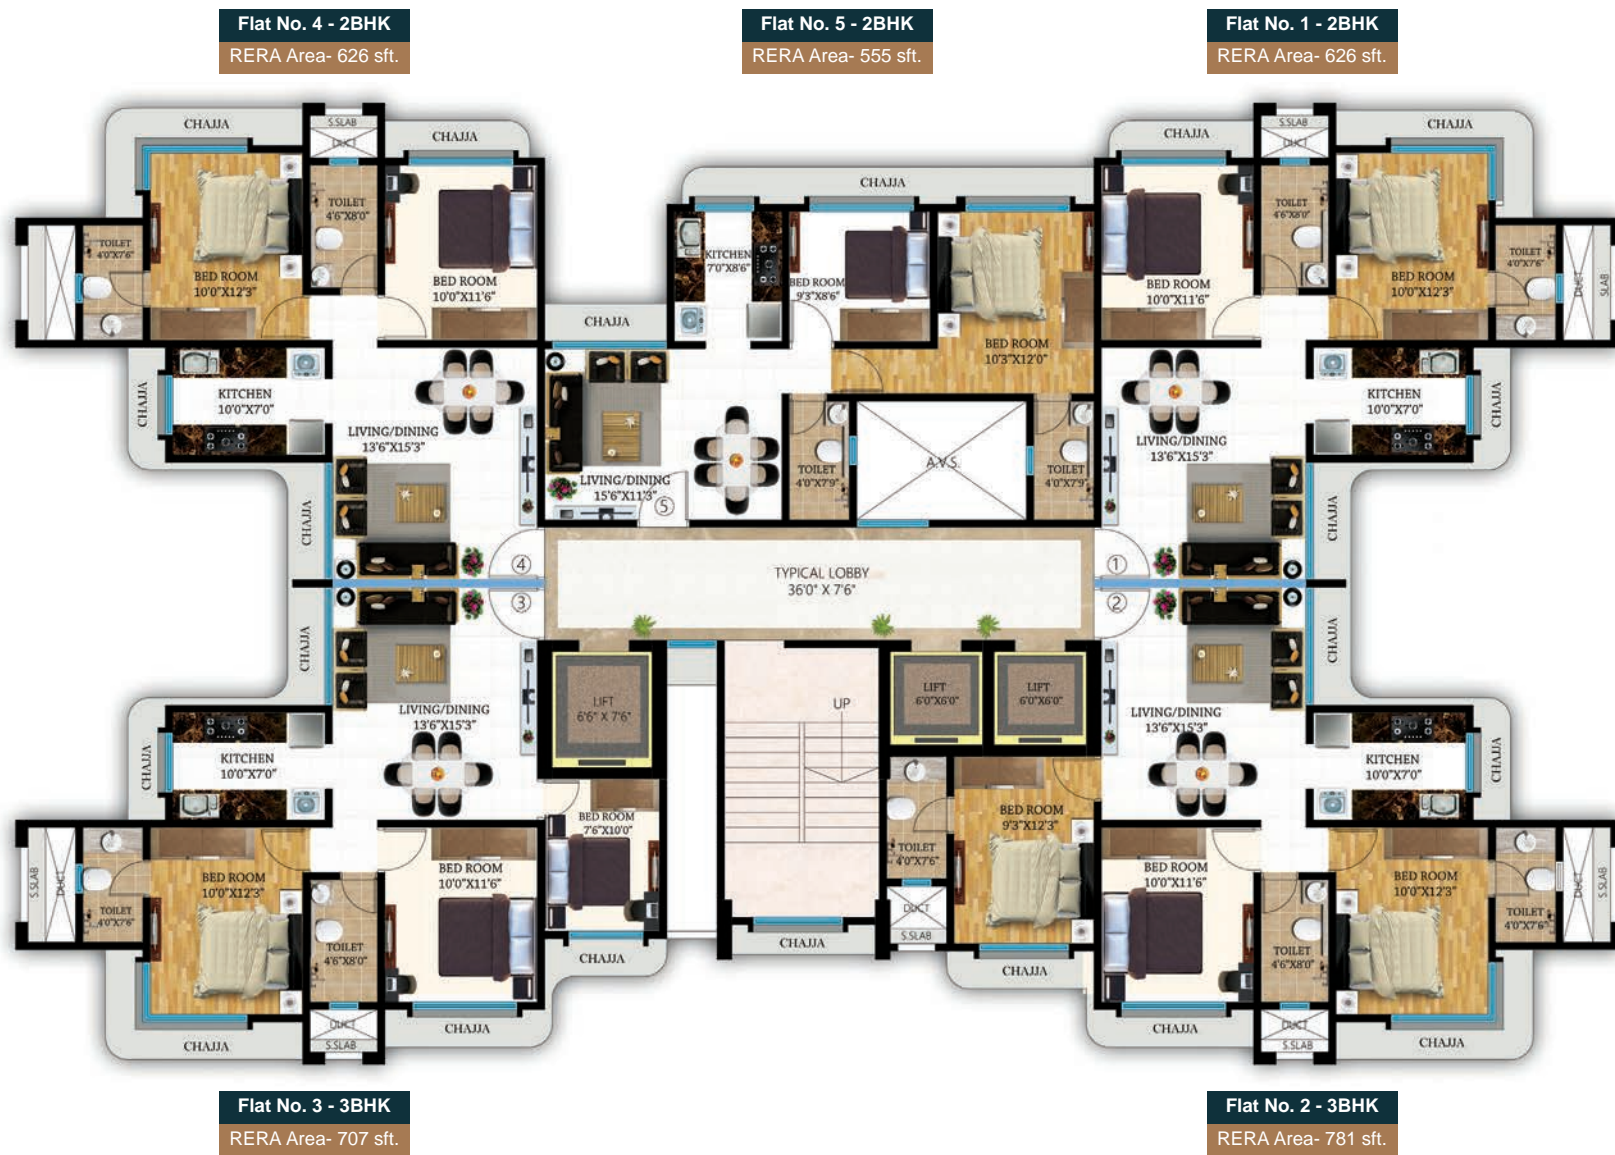 Flat No. 4 - 2BHK
RERA Area- 626 sft.
Flat No. 5 - 2BHK
RERA Area- 555 sft.
Flat No. 1 - 2BHK
RERA Area- 626 sft.
CHAJJA
S.SLAB
DUCT
CHAJJA
TOILET
4'6"X8'0"
TOILET
4'0"X7'6"
BED ROOM
10'0"X12'3"
BED ROOM
10'0"X11'6"
CHAJJA
KITCHEN
10'0"X7'0"
LIVING/DINING
13'6"X15'3"
CHAJJA
④
CHAJJA
CHAJJA
KITCHEN
7'0"X8'6"
BED ROOM
9'3"X8'6"
BED ROOM
10'3"X12'0"
LIVING/DINING
15'6"X11'3"
⑤
TOILET
4'0"X7'9"
A.V.S.
TOILET
4'0"X7'9"
CHAJJA
S.SLAB
DUCT
CHAJJA
TOILET
4'6"X8'0"
BED ROOM
10'0"X11'6"
BED ROOM
10'0"X12'3"
TOILET
4'0"X7'6"
DUCT
SLAB
KITCHEN
10'0"X7'0"
CHAJJA
LIVING/DINING
13'6"X15'3"
CHAJJA
①
TYPICAL LOBBY
36'0" X 7'6"
③
CHAJJA
LIVING/DINING
13'6"X15'3"
CHAJJA
KITCHEN
10'0"X7'0"
S.SLAB
DUCT
TOILET
4'0"X7'6"
BED ROOM
10'0"X12'3"
TOILET
4'6"X8'0"
BED ROOM
10'0"X11'6"
BED ROOM
7'6"X10'0"
CHAJJA
CHAJJA
DUCT
S.SLAB
CHAJJA
LIFT
6'6" X 7'6"
UP
LIFT
6'0"X6'0"
LIFT
6'0"X6'0"
CHAJJA
TOILET
4'0"X7'6"
DUCT
S.SLAB
BED ROOM
9'3"X12'3"
CHAJJA
②
CHAJJA
LIVING/DINING
13'6"X15'3"
KITCHEN
10'0"X7'0"
CHAJJA
BED ROOM
10'0"X11'6"
TOILET
4'6"X8'0"
BED ROOM
10'0"X12'3"
TOILET
4'0"X7'6"
DUCT
S.SLAB
CHAJJA
DUCT
S.SLAB
CHAJJA
Flat No. 3 - 3BHK
RERA Area- 707 sft.
Flat No. 2 - 3BHK
RERA Area- 781 sft.